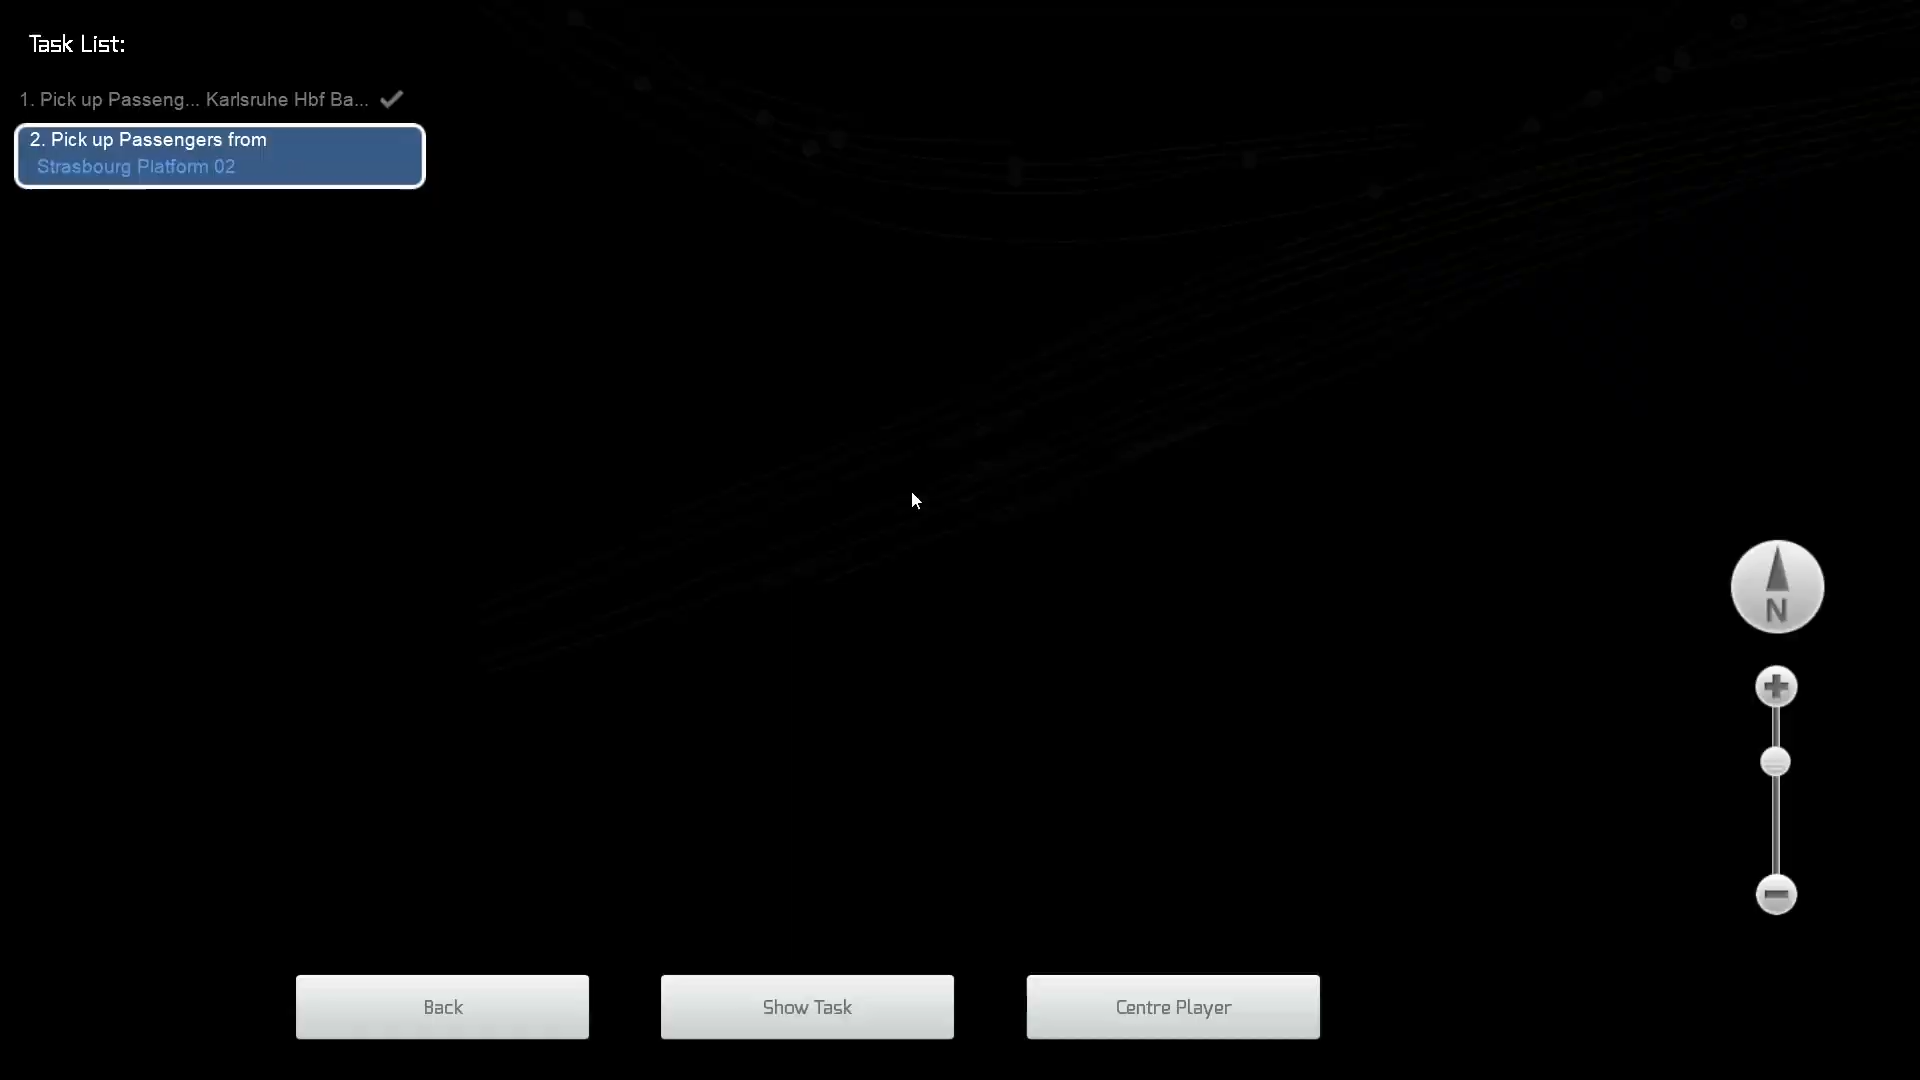 Task List:
1. Pick up Passeng... Karlsruhe Hbf Ba...
2. Pick up Passengers from
Strasbourg Platform 02
N
Back
Show Task
Centre Player